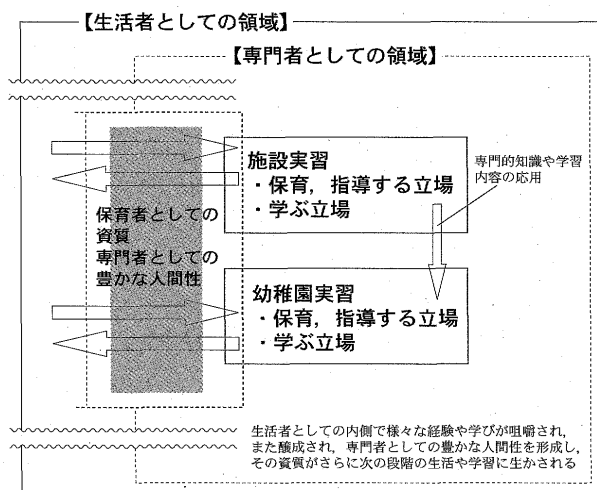 【生活者としての領域】
【専門者としての領域】
施設実習
・保育，指導する立場
・学ぶ立場
専門的知識や学習
内容の応用
保育者としての
資質
専門者としての
豊かな人間性
幼稚園実習
・保育，指導する立場
・学ぶ立場
生活者としての内側で様々な経験や学びが咀嚼され，
また醸成され，専門者としての豊かな人間性を形成し，
その資質がさらに次の段階の生活や学習に生かされる